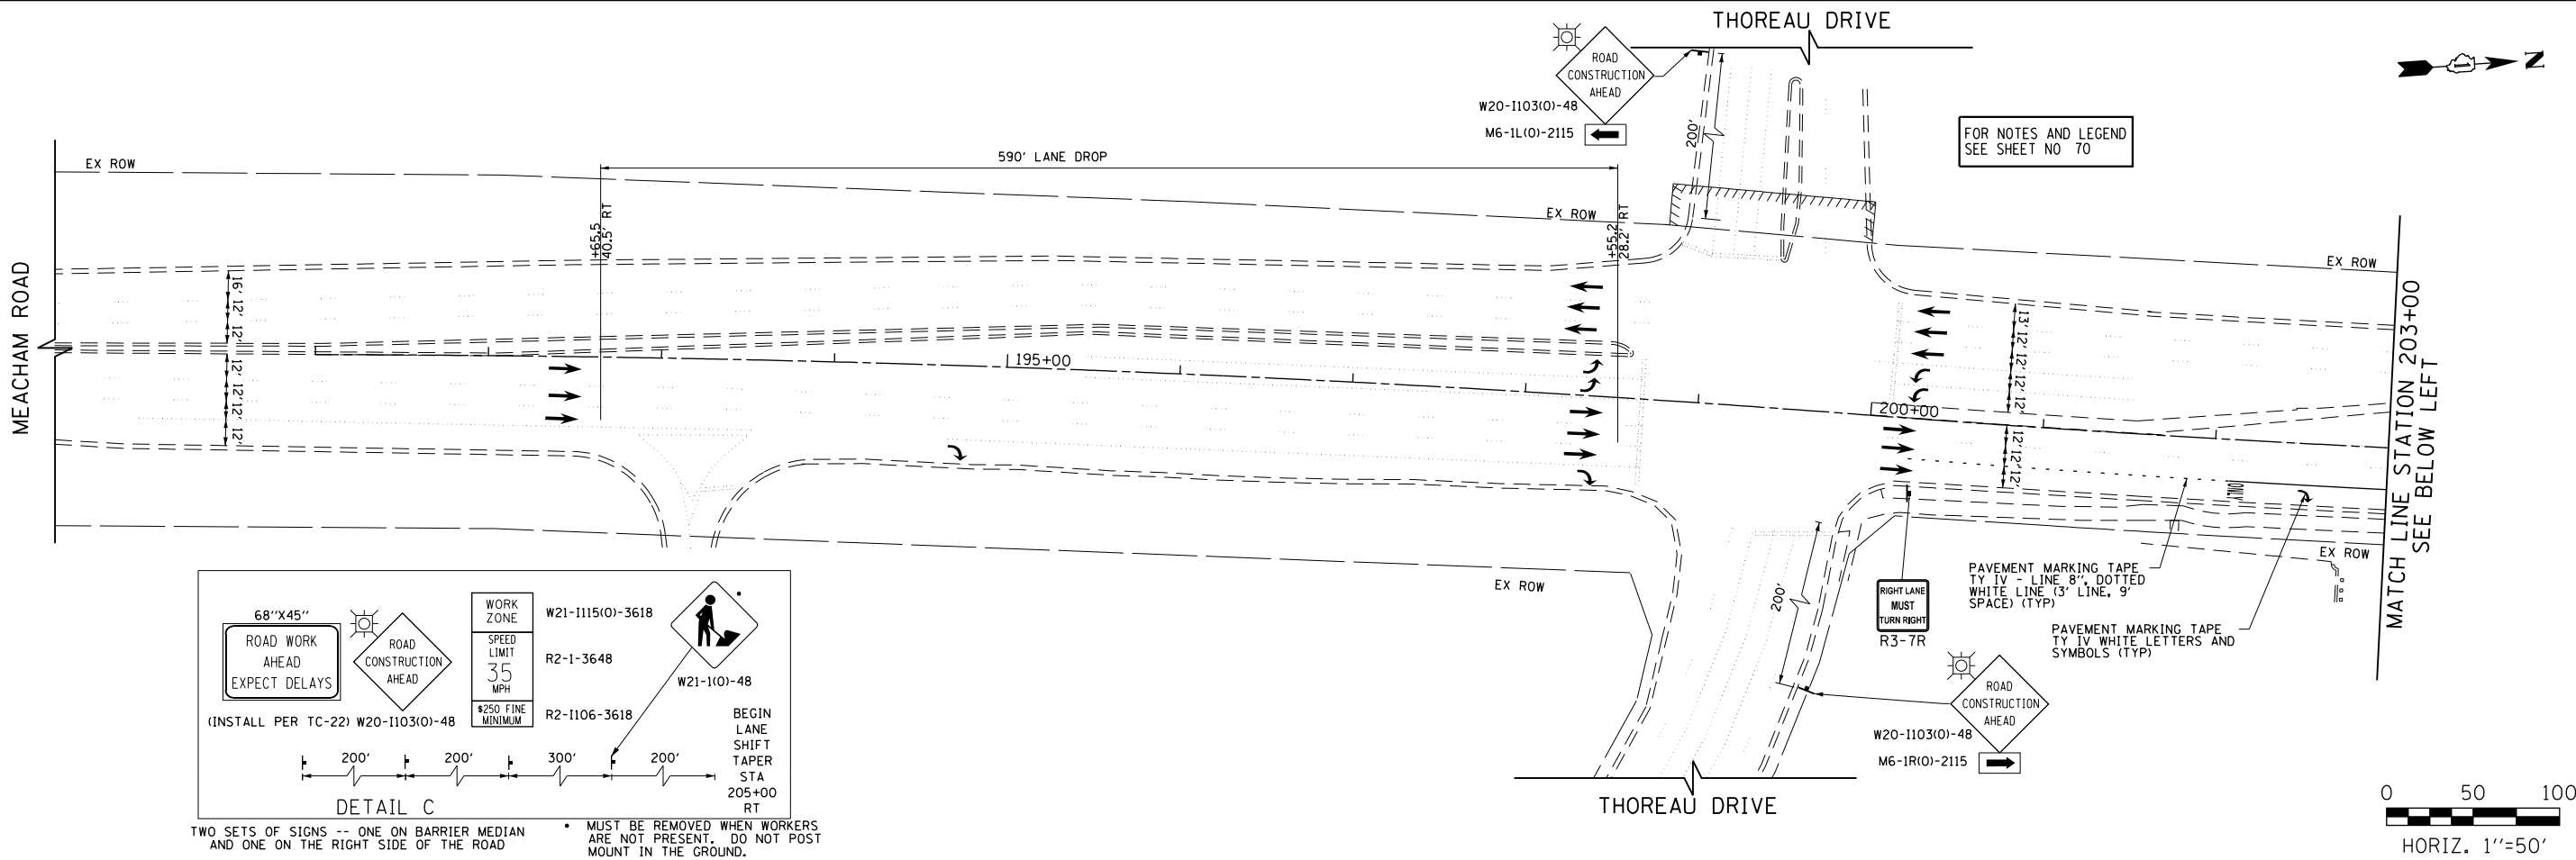 THOREAU DRIVE
ROAD
CONSTRUCTION
AHEAD
W20-I103(O)-48
M6-1L(O)-2115
200'
N
FOR NOTES AND LEGEND
SEE SHEET NO 70
EX ROW
590' LANE DROP
+65.5
40.5' RT
EX ROW
+55.2
28.2' RT
EX ROW
MEACHAM ROAD
16' 12' 12'
12' 12' 12' 12'
195+00
200+00
13' 12' 12' 12' 12'
12' 12' 12'
ONLY
MATCH LINE STATION 203+00
SEE BELOW LEFT
EX ROW
EX ROW
200'
RIGHT LANE
MUST
TURN RIGHT
R3-7R
PAVEMENT MARKING TAPE
TY IV - LINE 8", DOTTED
WHITE LINE (3' LINE, 9'
SPACE) (TYP)
PAVEMENT MARKING TAPE
TY IV WHITE LETTERS AND
SYMBOLS (TYP)
ROAD
CONSTRUCTION
AHEAD
W20-I103(O)-48
M6-1R(O)-2115
THOREAU DRIVE
68"X45"
ROAD WORK
AHEAD
EXPECT DELAYS
(INSTALL PER TC-22)
ROAD
CONSTRUCTION
AHEAD
W20-I103(O)-48
WORK
ZONE
SPEED
LIMIT
35
MPH
$250 FINE
MINIMUM
W21-I115(O)-3618
R2-1-3648
R2-I106-3618
•
W21-1(O)-48
BEGIN
LANE
SHIFT
TAPER
STA
205+00
RT
200' 200' 300' 200'
DETAIL C
TWO SETS OF SIGNS -- ONE ON BARRIER MEDIAN
AND ONE ON THE RIGHT SIDE OF THE ROAD
• MUST BE REMOVED WHEN WORKERS
ARE NOT PRESENT. DO NOT POST
MOUNT IN THE GROUND.
0 50 100
HORIZ. 1"=50'